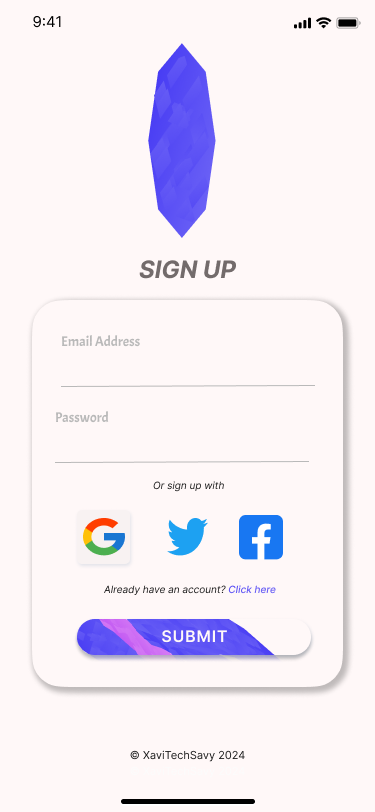 9:41
SIGN UP
Email Address
Password
Or sign up with
Already have an account? Click here
SUBMIT
© XaviTechSavy 2024